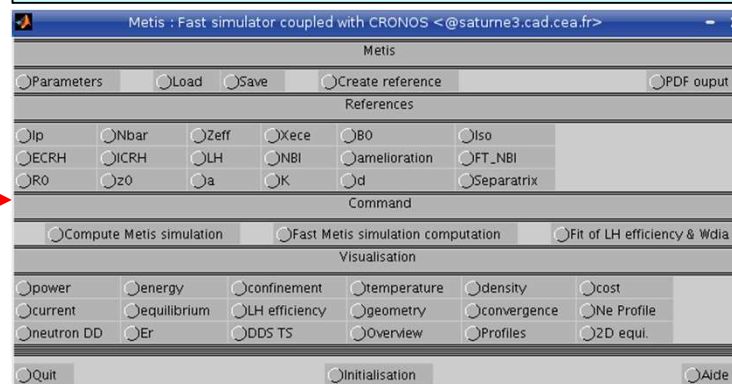 Metis : Fast simulator coupled with CRONOS <@saturne3.cad.cea.fr>
Metis
Parameters Load Save Create reference PDF ouput
References
Ip Nbar Zeff Xece B0 Iso
ECRH ICRH LH NBI amelioration FT_NBI
R0 z0 a K d Separatrix
Command
Compute Metis simulation Fast Metis simulation computation Fit of LH efficiency & Wdia
Visualisation
power energy confinement temperature density cost
current equilibrium LH efficiency geometry convergence Ne Profile
neutron DD Er DDS TS Overview Profiles 2D equi.
Quit Initialisation Aide